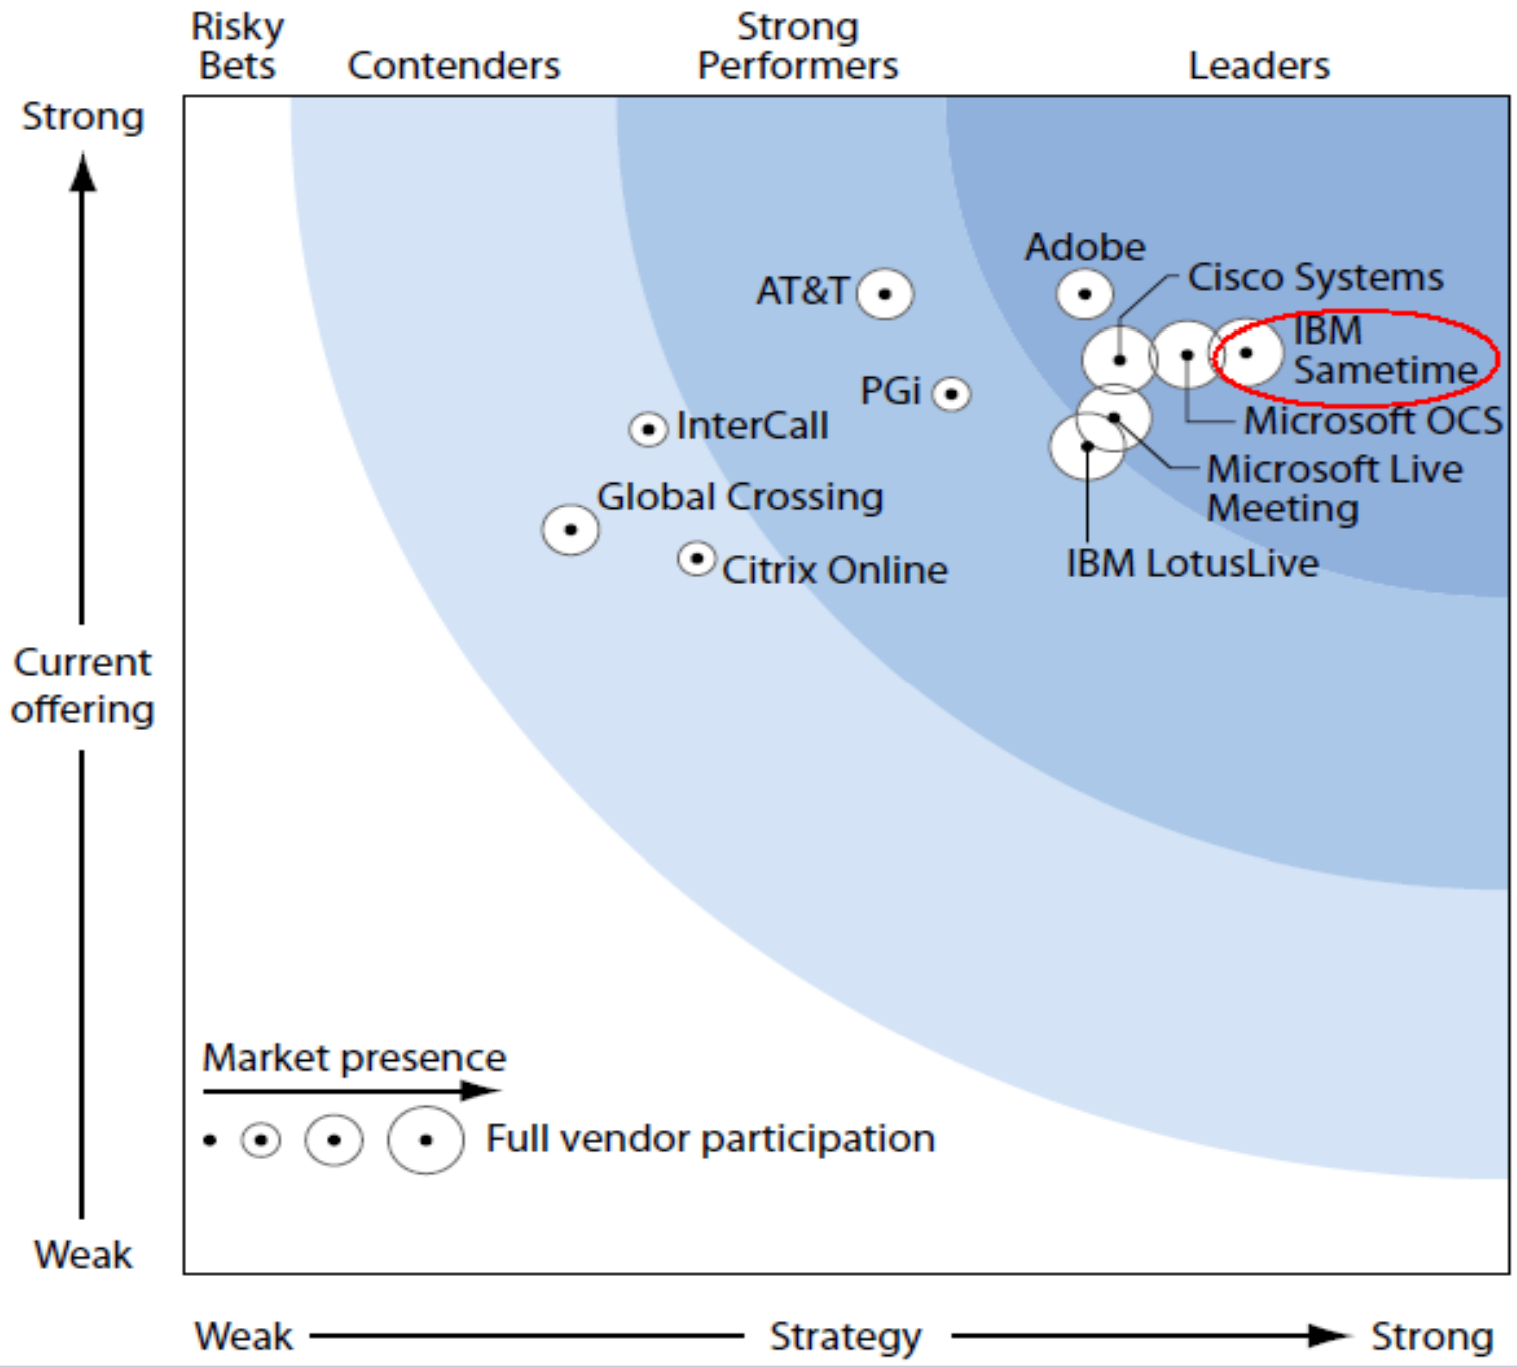 Risky
Bets
Contenders
Strong
Performers
Leaders
Strong
Current
offering
Weak
Adobe
AT&T
Cisco Systems
IBM
Sametime
PGi
Microsoft OCS
InterCall
Microsoft Live
Meeting
Global Crossing
IBM LotusLive
Citrix Online
Market presence
Full vendor participation
Weak
Strategy
Strong